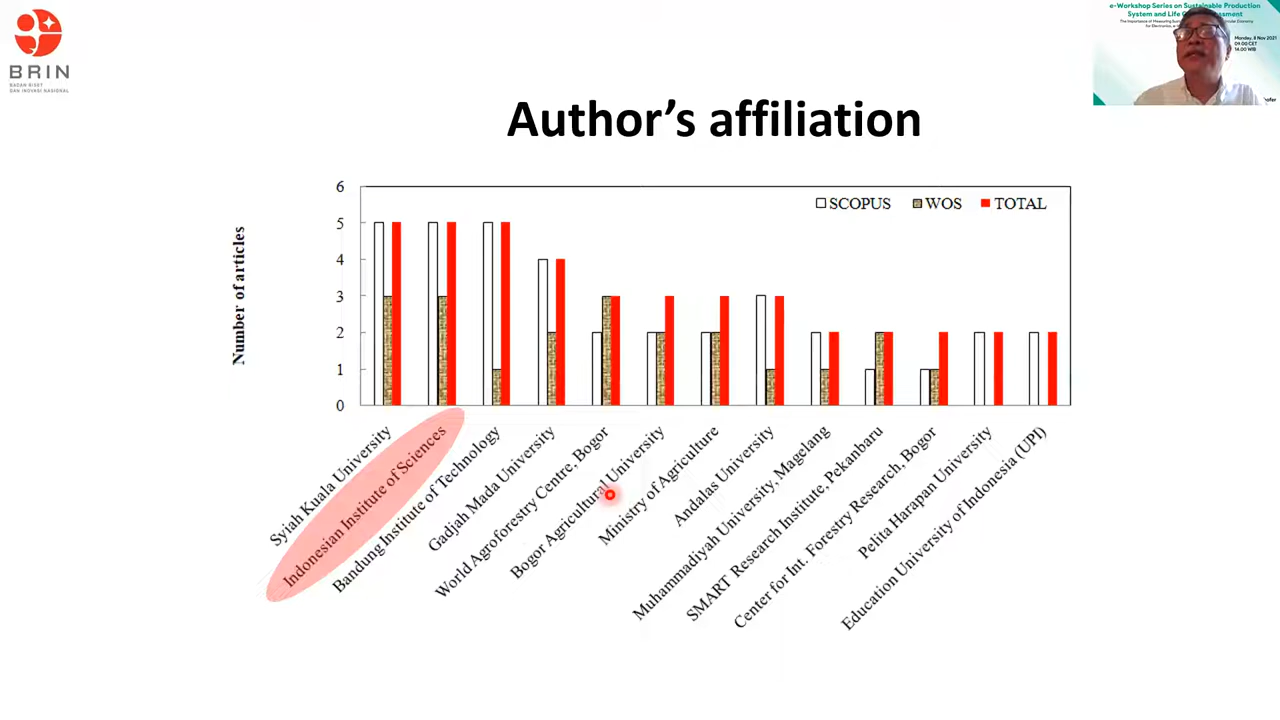 BRIN
BADAN RISET
DAN INOVASI NASIONAL
e-Workshop Series on Sustainable Production
System and Life
Monday, 8 Nov 2021
09.00 CET
14.00 WIB
Author's affiliation
Number of articles
6
5
4
3
2
1
0
SCOPUS WOS TOTAL
Syiah Kuala University
Indonesian Institute of Sciences
Bandung Institute of Technology
Gadjah Mada University
World Agroforestry Centre, Bogor
Bogor Agricultural University
Ministry of Agriculture
Andalas University
Muhammadiyah University, Magelang
SMART Research Institute, Pekanbaru
Center for Int. Forestry Research, Bogor
Pelita Harapan University
Education University of Indonesia (UPI)